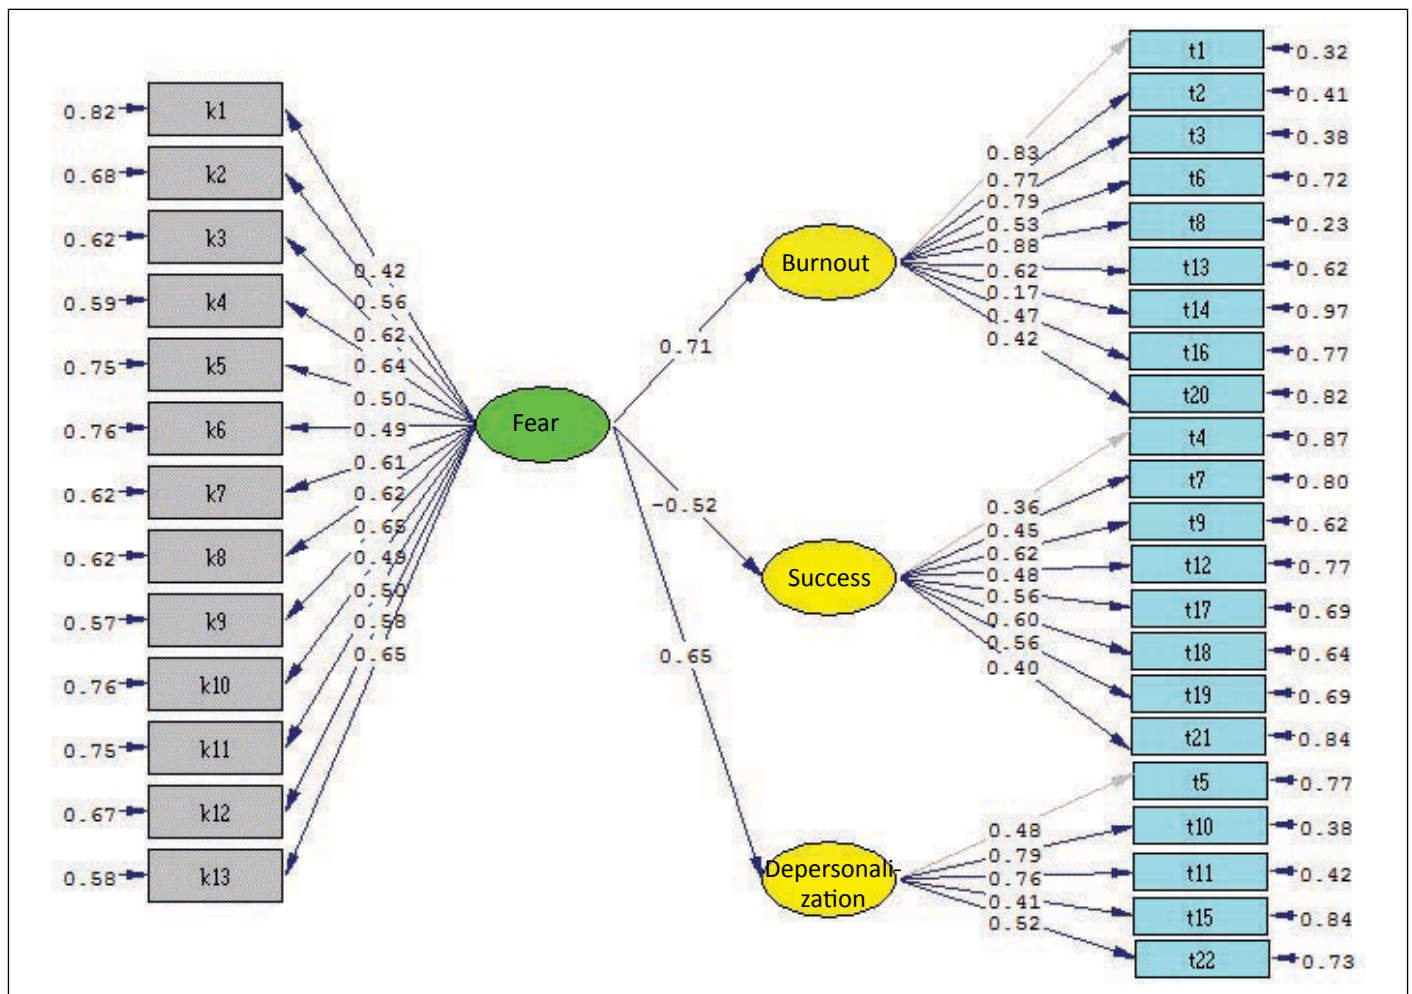 0.82 k1
0.68 k2
0.62 k3
0.59 k4
0.75 k5
0.76 k6
0.62 k7
0.62 k8
0.57 k9
0.76 k10
0.75 k11
0.67 k12
0.58 k13
0.42
0.56
0.62
0.64
0.50
0.49
0.61
0.62
0.65
0.48
0.50
0.58
0.65
Fear
0.71
-0.52
0.65
Burnout
0.83
0.77
0.79
0.53
0.88
0.62
0.17
0.47
0.42
t1 0.32
t2 0.41
t3 0.38
t6 0.72
t8 0.23
t13 0.62
t14 0.97
t16 0.77
t20 0.82
Success
0.36
0.45
0.62
0.48
0.56
0.60
0.56
0.40
t4 0.87
t7 0.80
t9 0.62
t12 0.77
t17 0.69
t18 0.64
t19 0.69
t21 0.84
Depersonali-
zation
0.48
0.79
0.76
0.41
0.52
t5 0.77
t10 0.38
t11 0.42
t15 0.84
t22 0.73